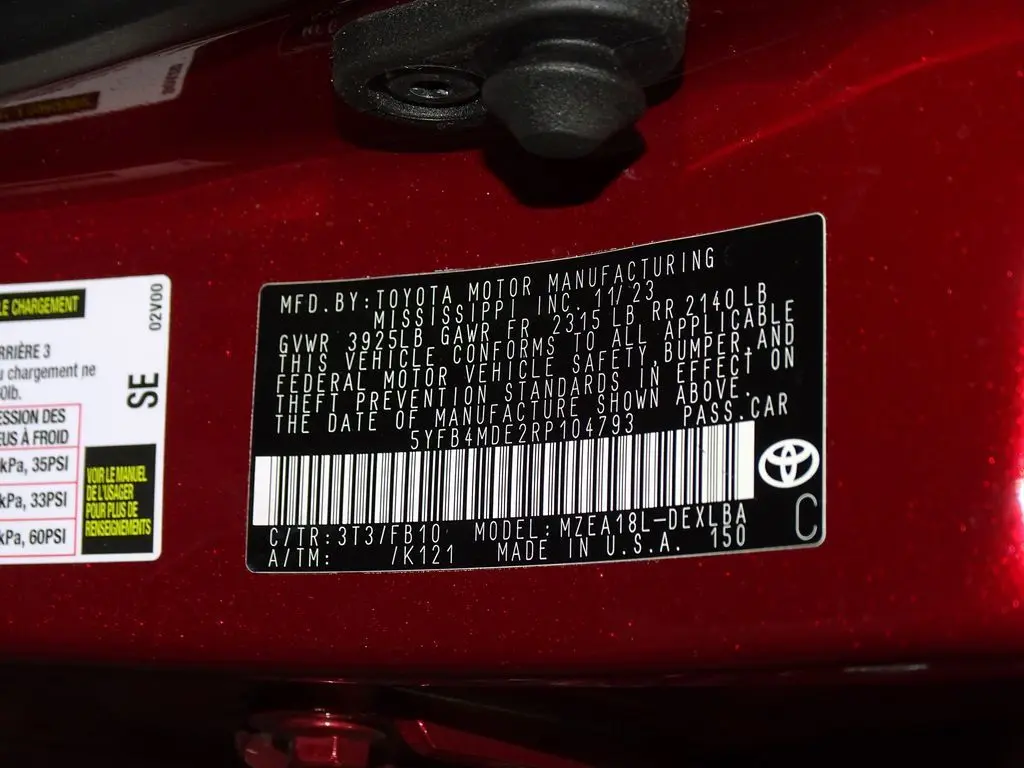 LE CHARGEMENT
02V00
RRIÈRE 3
u chargement ne
0lb.
SE
ESSION DES
EUS À FROID
kPa, 35PSI
kPa, 33PSI
kPa, 60PSI
VOIR LE MANUEL
DE L'USAGER
POUR PLUS DE
RENSEIGNEMENTS
MFD. BY: TOYOTA MOTOR MANUFACTURING
MISSISSIPPI INC. 11/23
GVWR 3925LB GAWR FR 2315 LB RR 2140 LB
THIS VEHICLE CONFORMS TO ALL APPLICABLE
FEDERAL MOTOR VEHICLE SAFETY, BUMPER, AND
THEFT PREVENTION STANDARDS IN EFFECT ON
THE DATE OF MANUFACTURE SHOWN ABOVE.
5YFB4MDE2RP104793 PASS. CAR
C/TR: 3T3/FB10 MODEL: MZEA18L-DEXLBA
A/TM: /K121 MADE IN U.S.A. 150
C